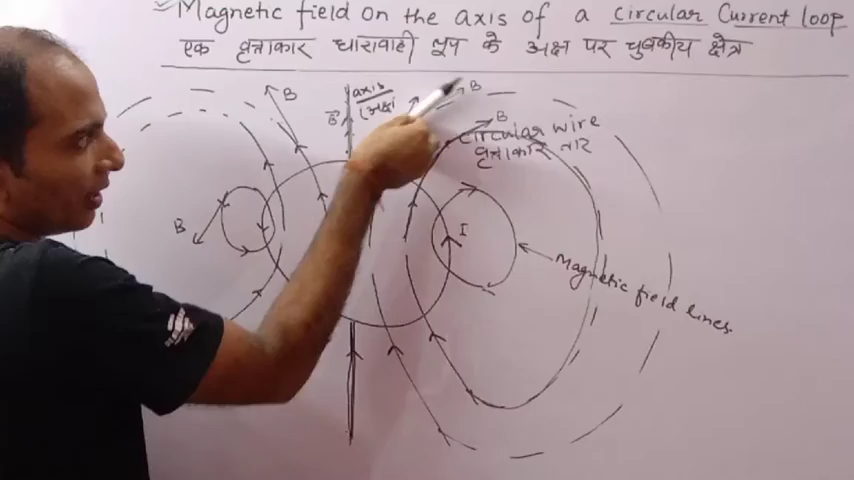 Magnetic field on the axis of a circular Current loop
एक वृत्ताकार धारावाही लूप के अक्ष पर चुंबकीय क्षेत्र
axis
(अक्ष)
B
B
B
B
B
circular wire
वृत्ताकार तार
I
Magnetic field lines